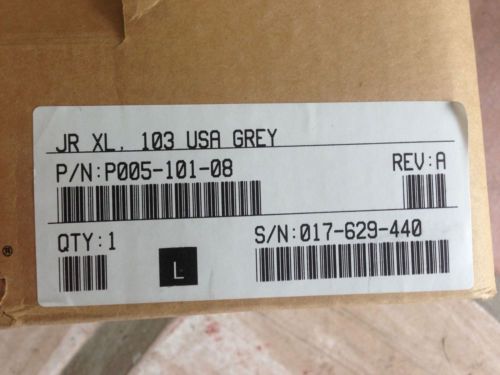 JR XL, 103 USA GREY
P/N:P005-101-08
REV:A
QTY:1
L
S/N:017-629-440
®